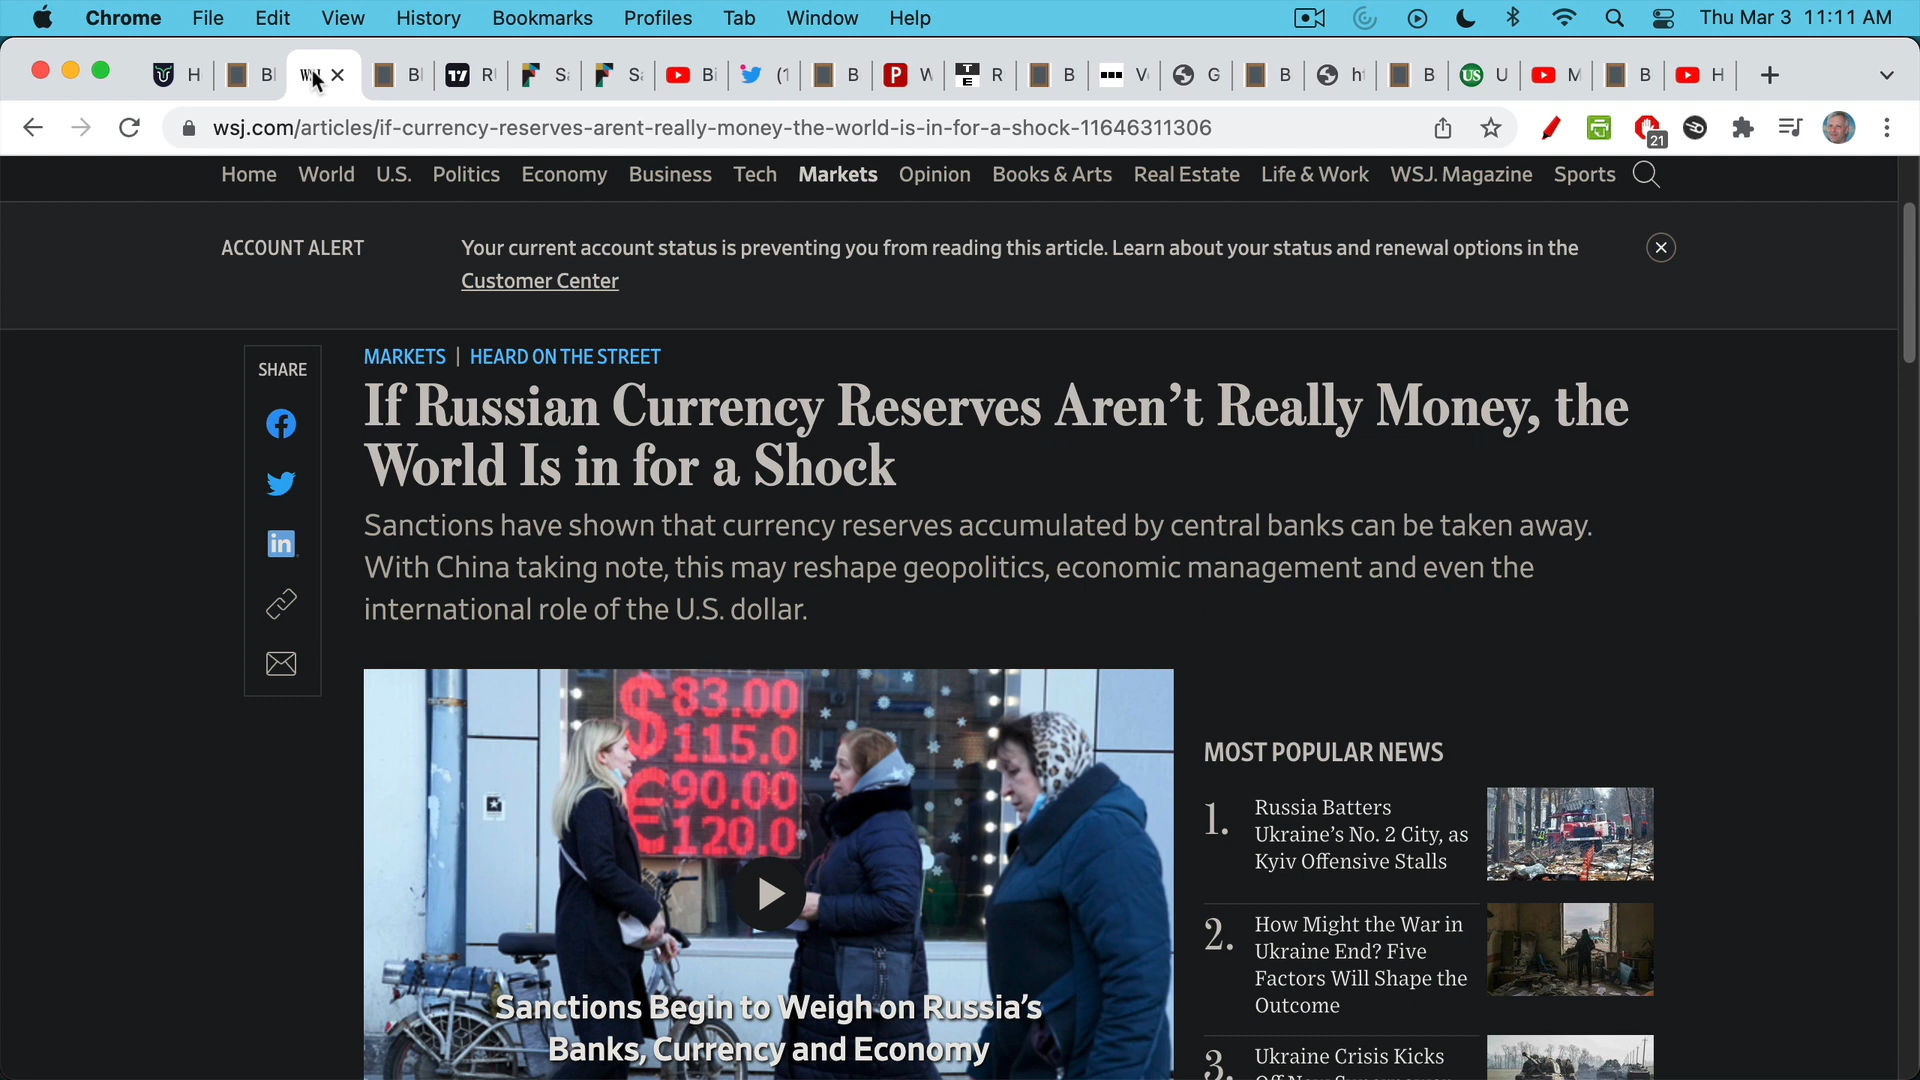 Chrome File Edit View History Bookmarks Profiles Tab Window Help Thu Mar 3 11:11 AM
H Bl WSJ Bl R Sa Sa Bi (1 B W R B V G B h B U M B H
wsj.com/articles/if-currency-reserves-arent-really-money-the-world-is-in-for-a-shock-11646311306
21
Home World U.S. Politics Economy Business Tech Markets Opinion Books & Arts Real Estate Life & Work WSJ. Magazine Sports
ACCOUNT ALERT
Your current account status is preventing you from reading this article. Learn about your status and renewal options in the
Customer Center
SHARE
MARKETS | HEARD ON THE STREET
If Russian Currency Reserves Aren't Really Money, the
World Is in for a Shock
Sanctions have shown that currency reserves accumulated by central banks can be taken away.
With China taking note, this may reshape geopolitics, economic management and even the
international role of the U.S. dollar.
$83.00
115.0
€90.00
120.0
Sanctions Begin to Weigh on Russia's
Banks, Currency and Economy
MOST POPULAR NEWS
1.
Russia Batters
Ukraine's No. 2 City, as
Kyiv Offensive Stalls
2.
How Might the War in
Ukraine End? Five
Factors Will Shape the
Outcome
3.
Ukraine Crisis Kicks